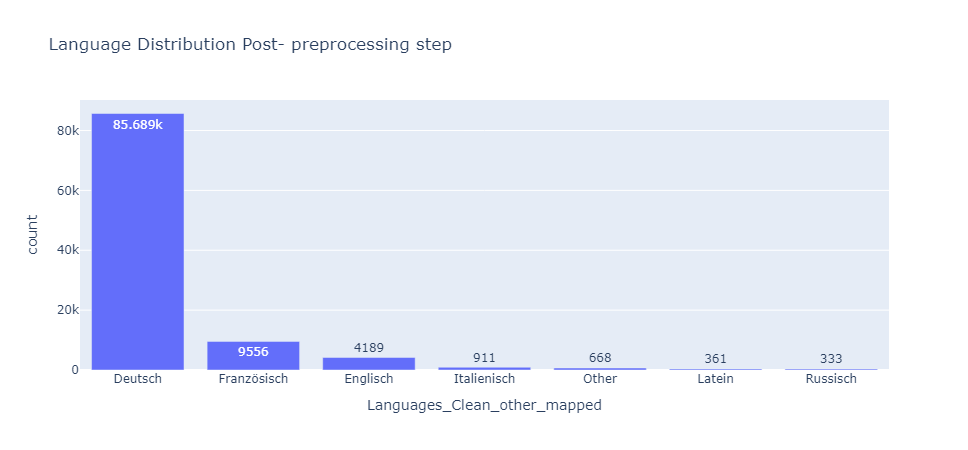 Language Distribution Post- preprocessing step
85.689k
9556
4189
911
668
361
333
80k
60k
40k
20k
0
count
Deutsch
Französisch
Englisch
Italienisch
Other
Latein
Russisch
Languages_Clean_other_mapped